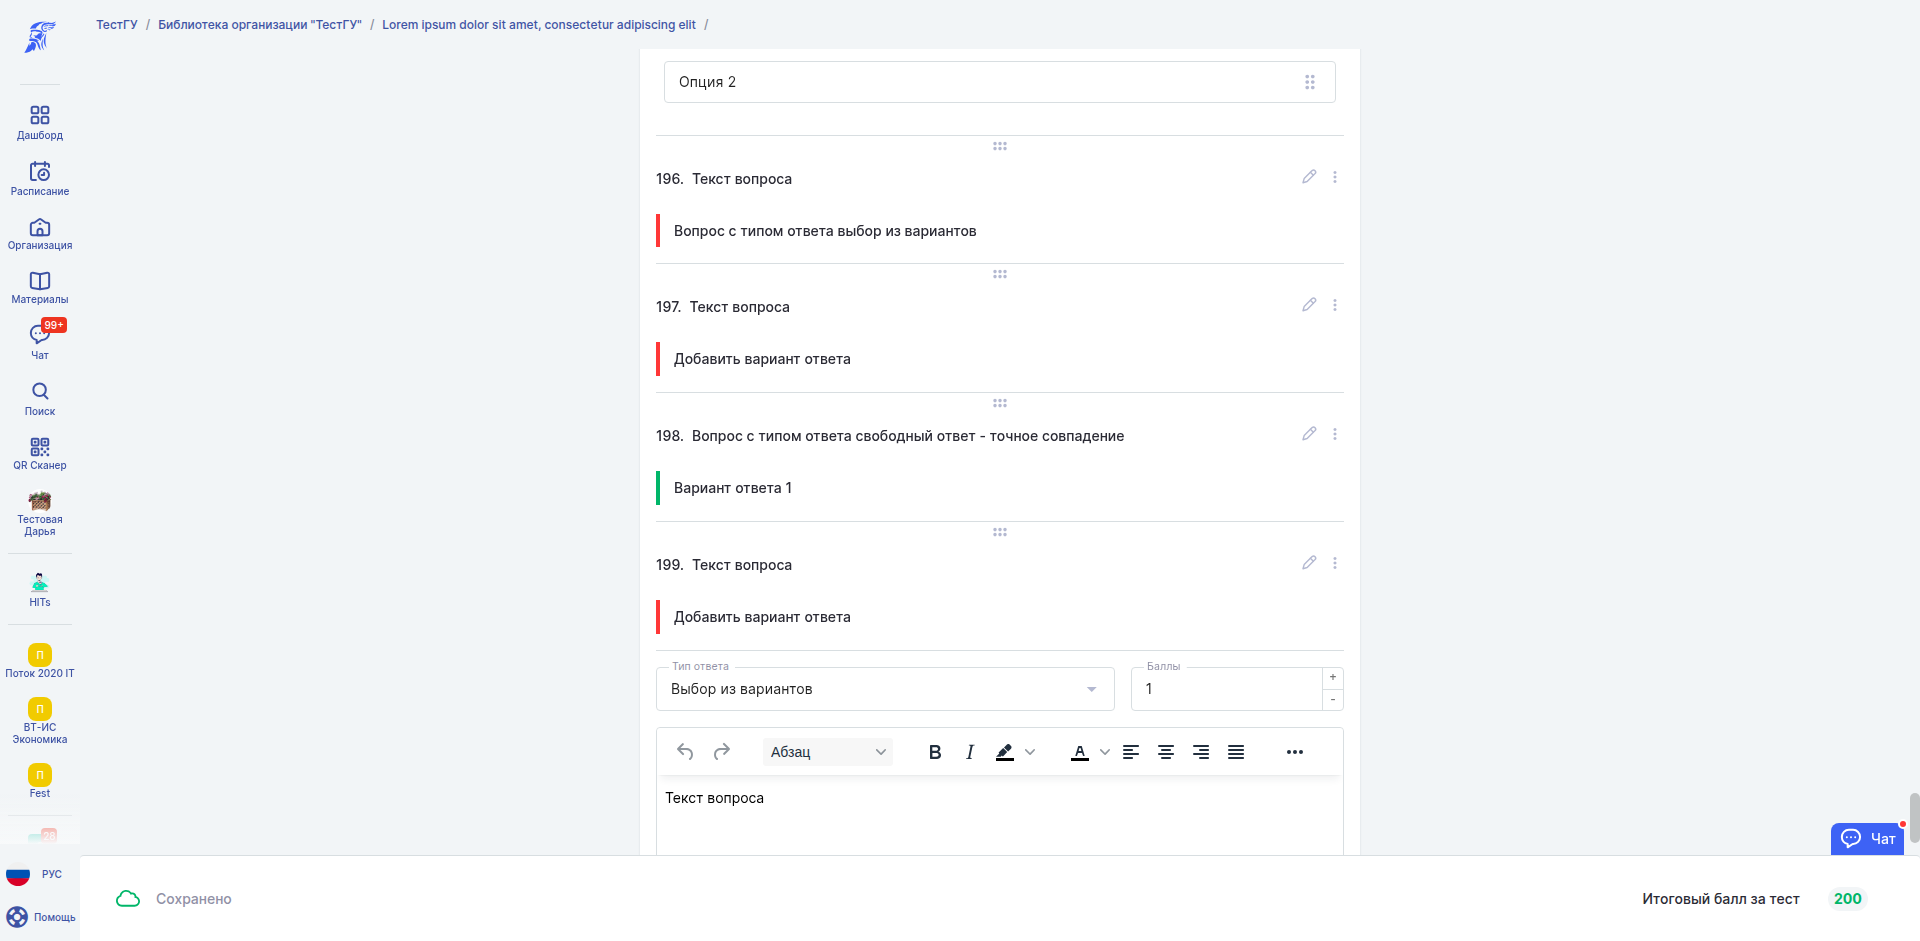 ТестГУ / Библиотека организации "ТестГУ" / Lorem ipsum dolor sit amet, consectetur adipiscing elit /
Дашборд
Расписание
Организация
Материалы
99+
Чат
Поиск
QR Сканер
Тестовая
Дарья
HITs
П
Поток 2020 IT
П
ВТ-ИС
Экономика
П
Fest
28
РУС
Помощь
Опция 2
196. Текст вопроса
Вопрос с типом ответа выбор из вариантов
197. Текст вопроса
Добавить вариант ответа
198. Вопрос с типом ответа свободный ответ - точное совпадение
Вариант ответа 1
199. Текст вопроса
Добавить вариант ответа
Тип ответа
Выбор из вариантов
Баллы
1
+
-
Абзац
Текст вопроса
Чат
Сохранено
Итоговый балл за тест 200